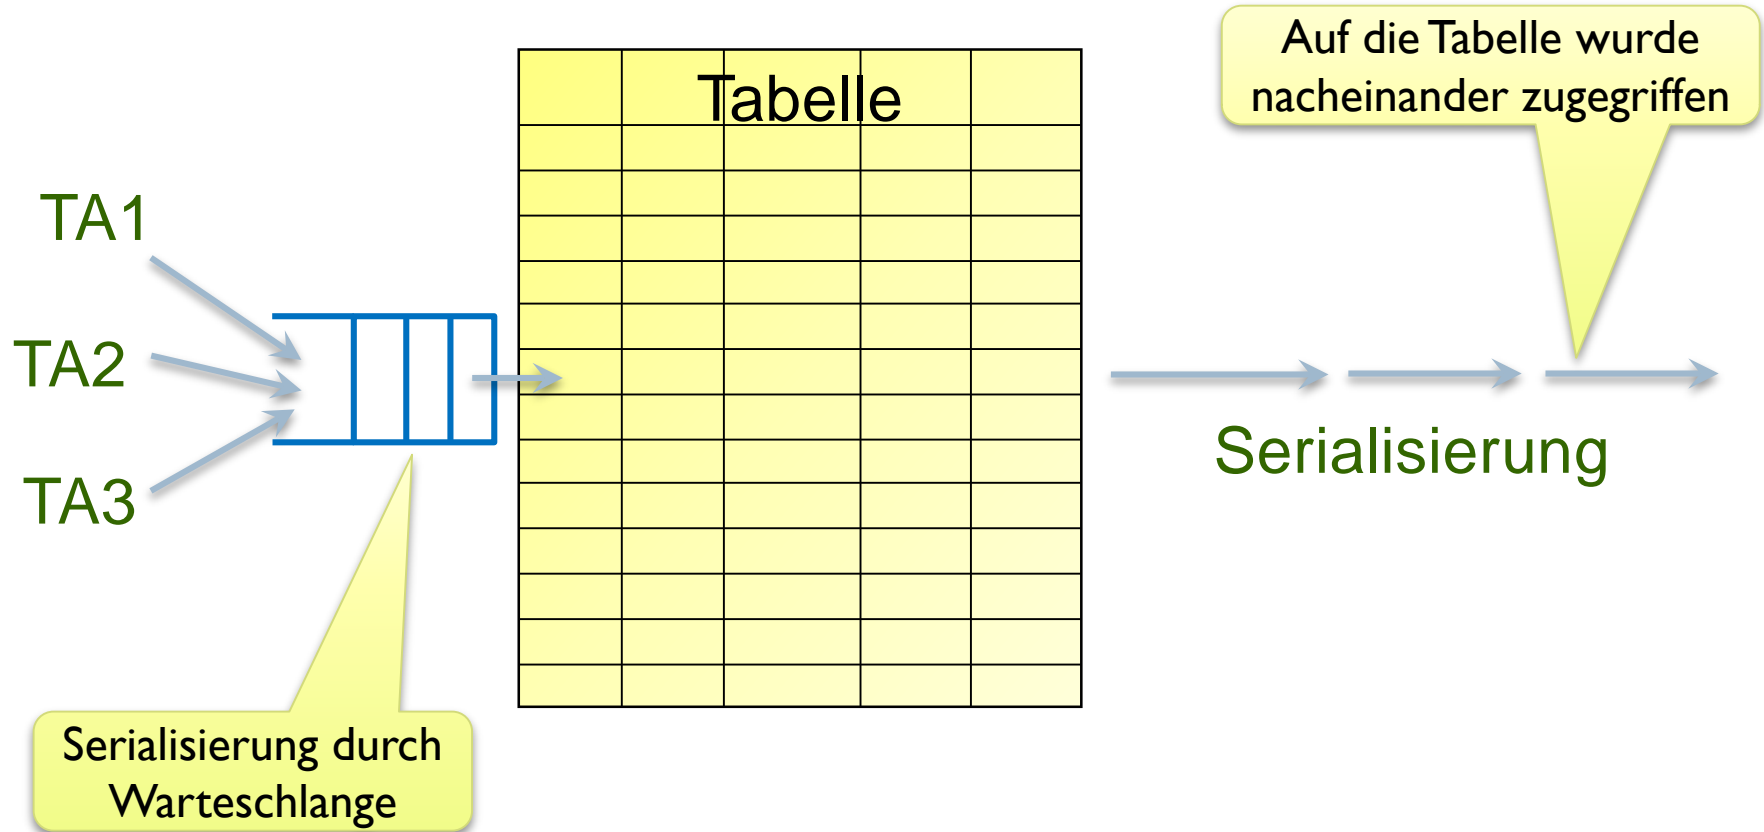 Auf die Tabelle wurde
nacheinander zugegriffen
Tabelle
TA1
TA2
TA3
Serialisierung
Serialisierung durch
Warteschlange